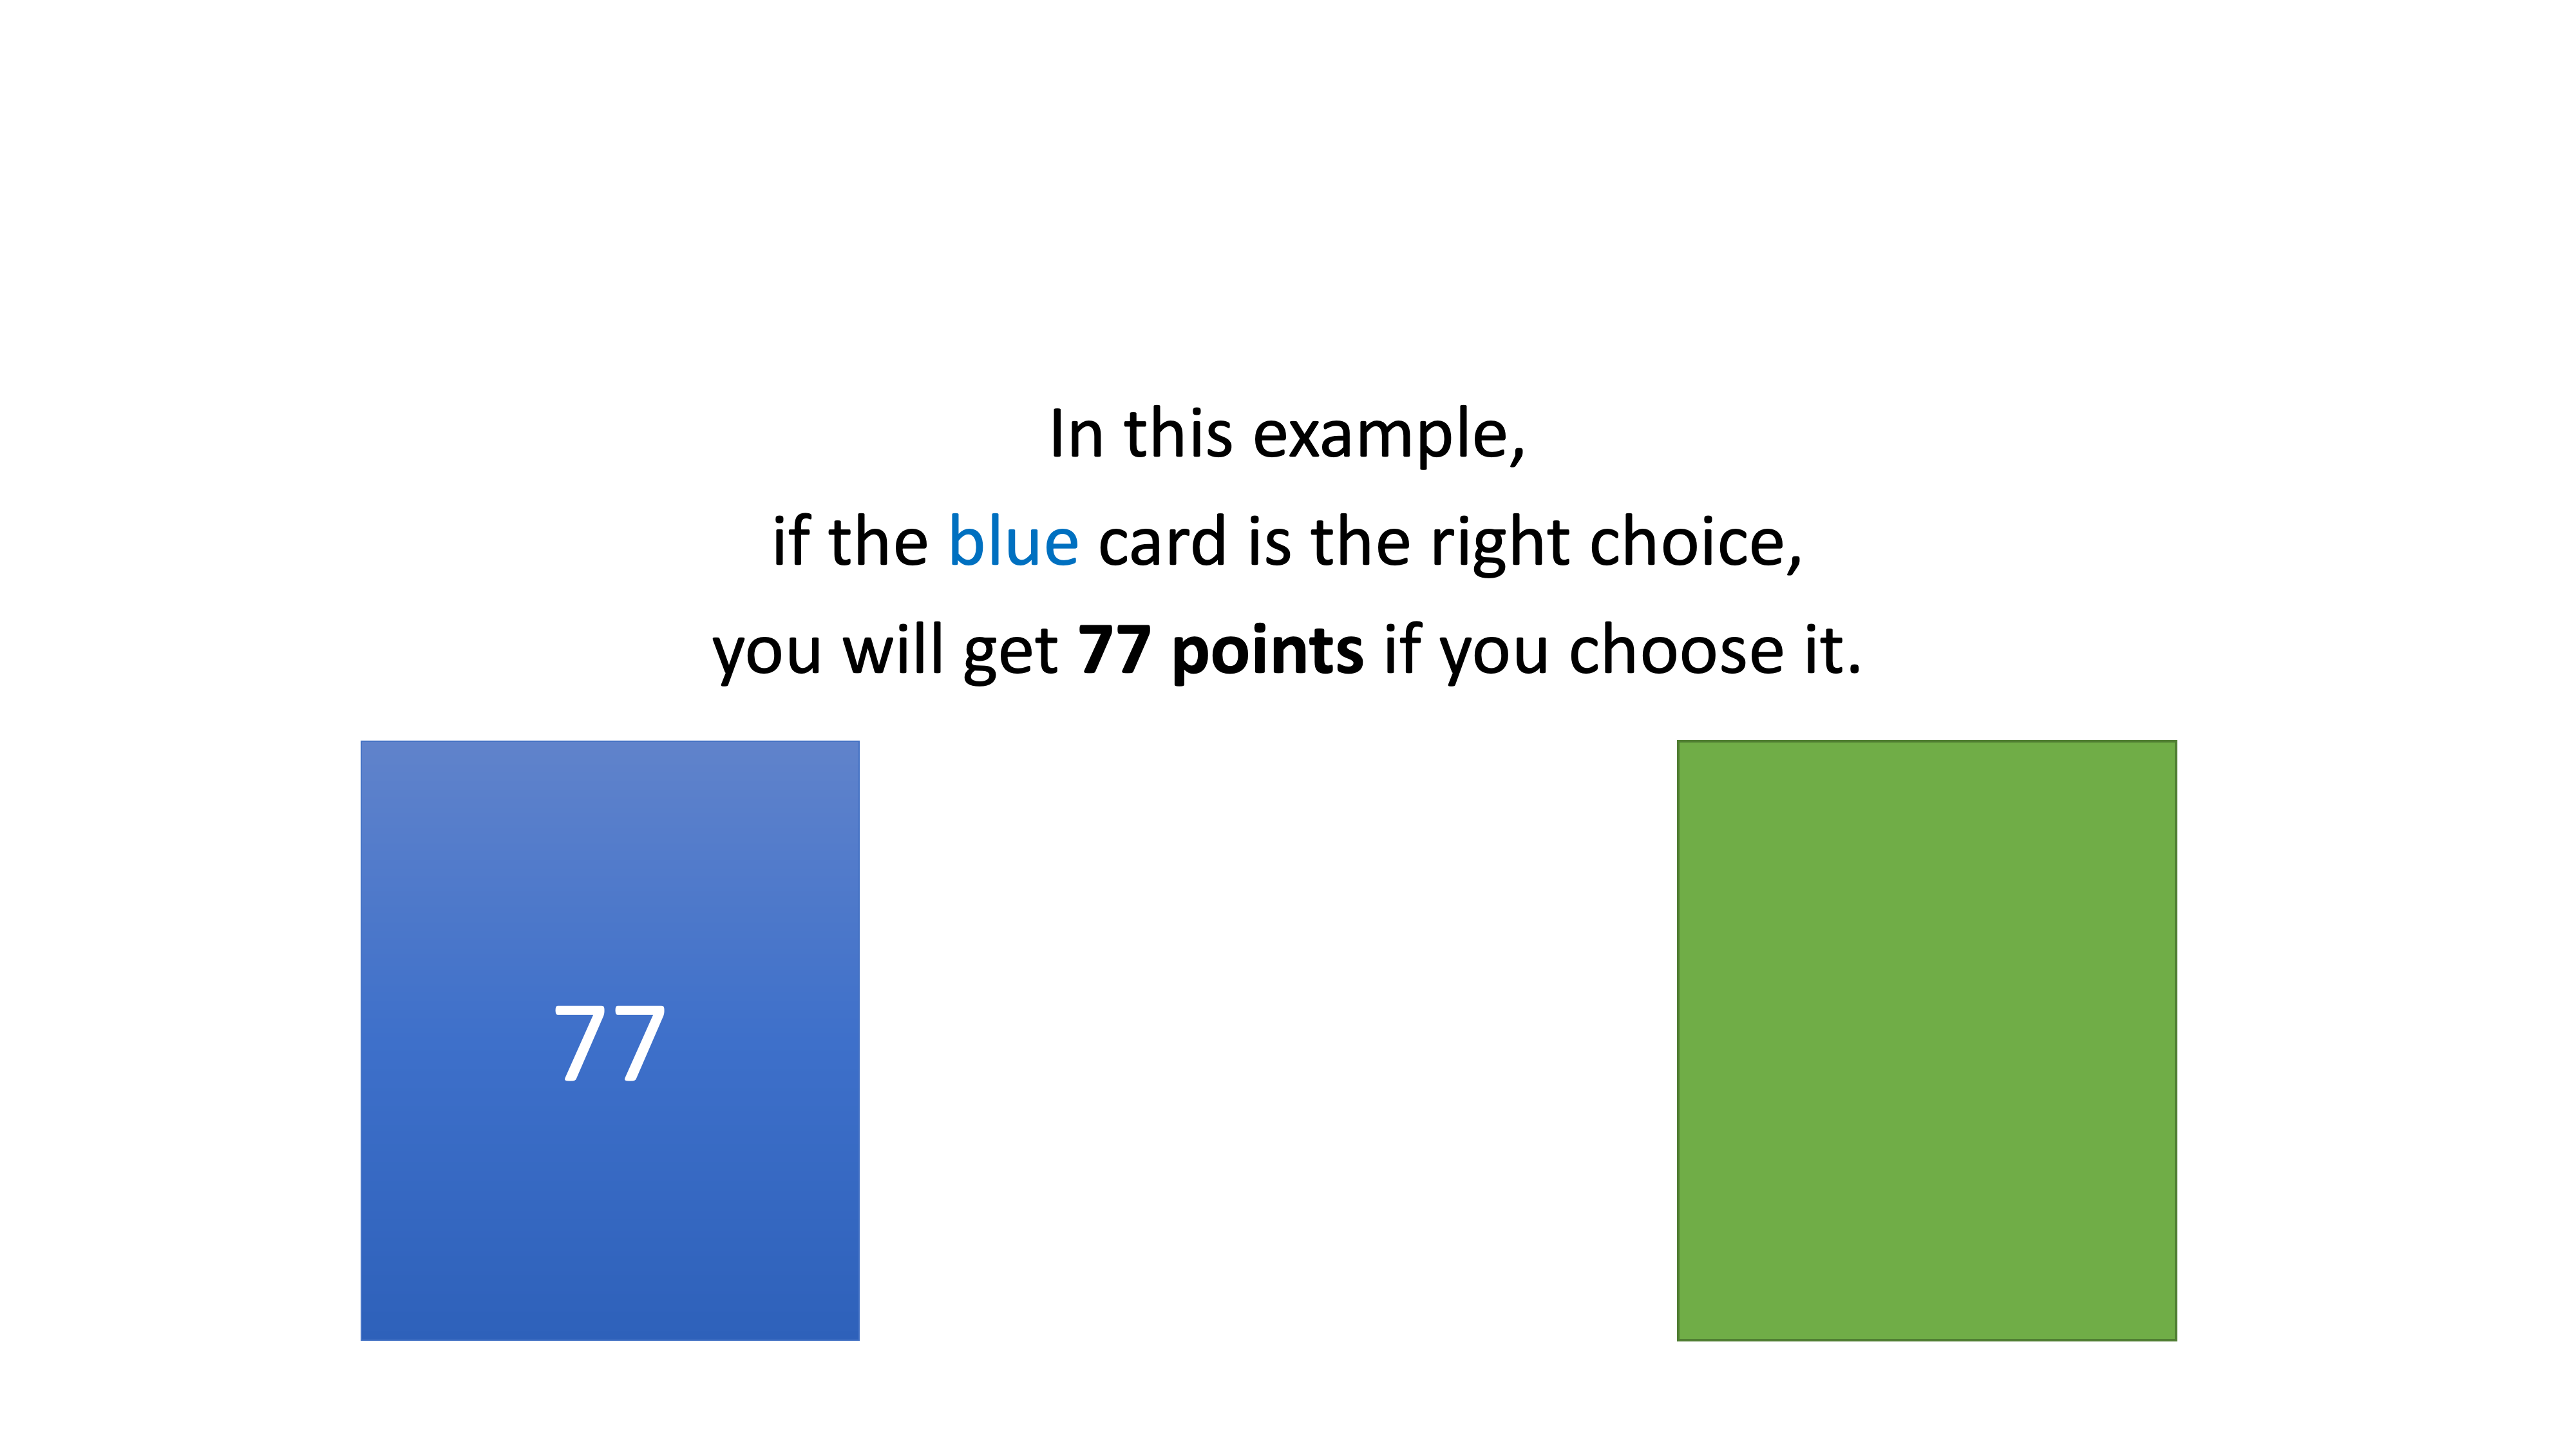 In this example,
if the blue card is the right choice,
you will get 77 points if you choose it.
77